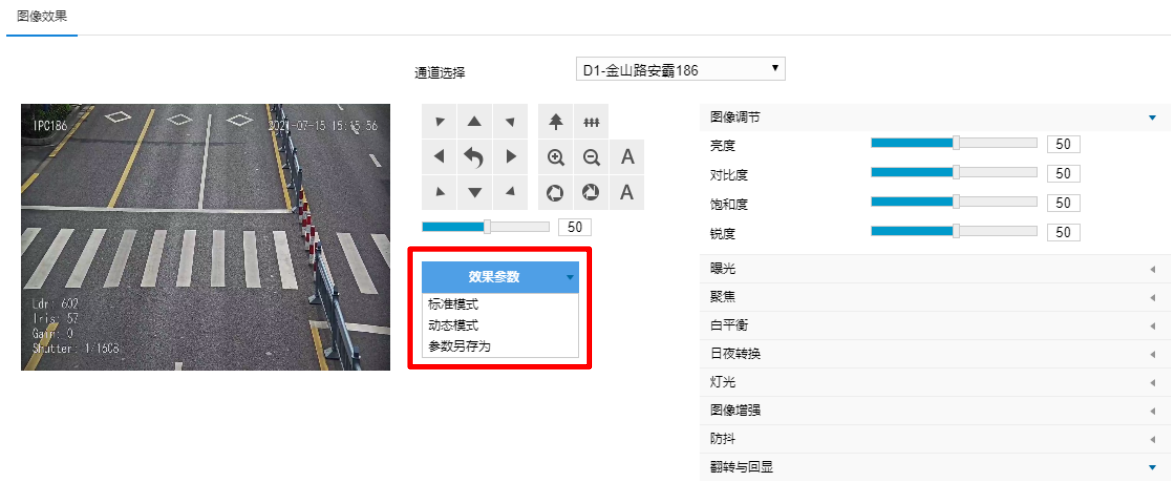 图像效果
通道选择
D1-金山路安霸186
IPC186
2021-07-15 15:15:56
Ldr: 602
Iris: 57
Gain: 0
Shutter: 1/1603
A
A
50
效果参数
标准模式
动态模式
参数另存为
图像调节
亮度
50
对比度
50
饱和度
50
锐度
50
曝光
聚焦
白平衡
日夜转换
灯光
图像增强
防抖
翻转与回显